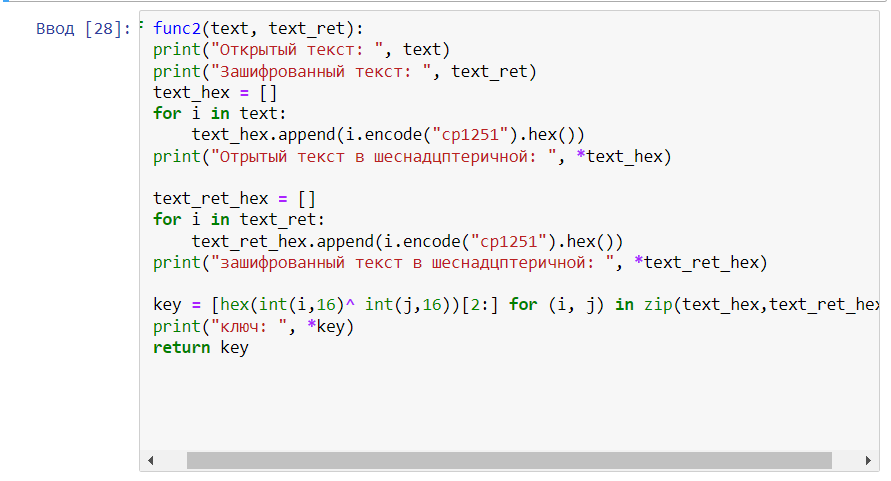 Ввод [28]:
func2(text, text_ret):
print("Открытый текст: ", text)
print("Зашифрованный текст: ", text_ret)
text_hex = []
for i in text:
    text_hex.append(i.encode("cp1251").hex())
print("Отрытый текст в шеснадцптеричной: ", *text_hex)

text_ret_hex = []
for i in text_ret:
    text_ret_hex.append(i.encode("cp1251").hex())
print("зашифрованный текст в шеснадцптеричной: ", *text_ret_hex)

key = [hex(int(i,16)^ int(j,16))[2:] for (i, j) in zip(text_hex,text_ret_hex
print("ключ: ", *key)
return key